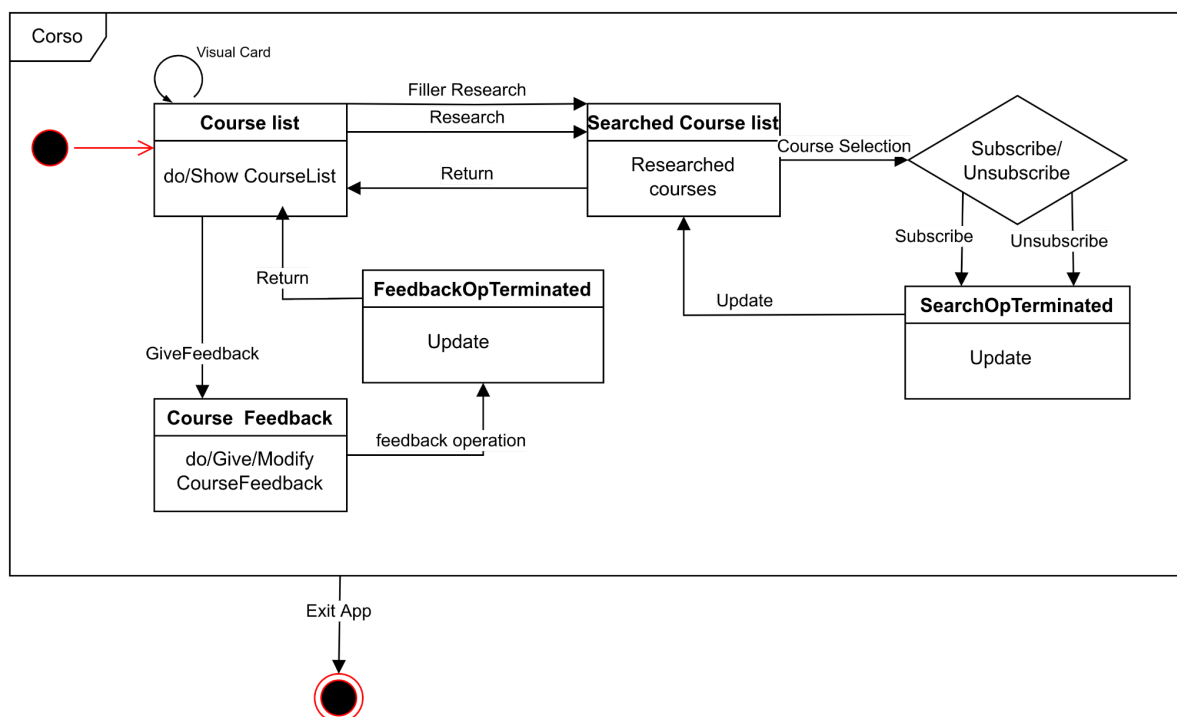 Corso
Visual Card
Filler Research
Course list
Research
Searched Course list
Course Selection
Subscribe/
Unsubscribe
do/Show CourseList
Return
Researched
courses
Subscribe
Unsubscribe
Return
FeedbackOpTerminated
Update
Update
SearchOpTerminated
Update
GiveFeedback
Course Feedback
feedback operation
do/Give/Modify
CourseFeedback
Exit App